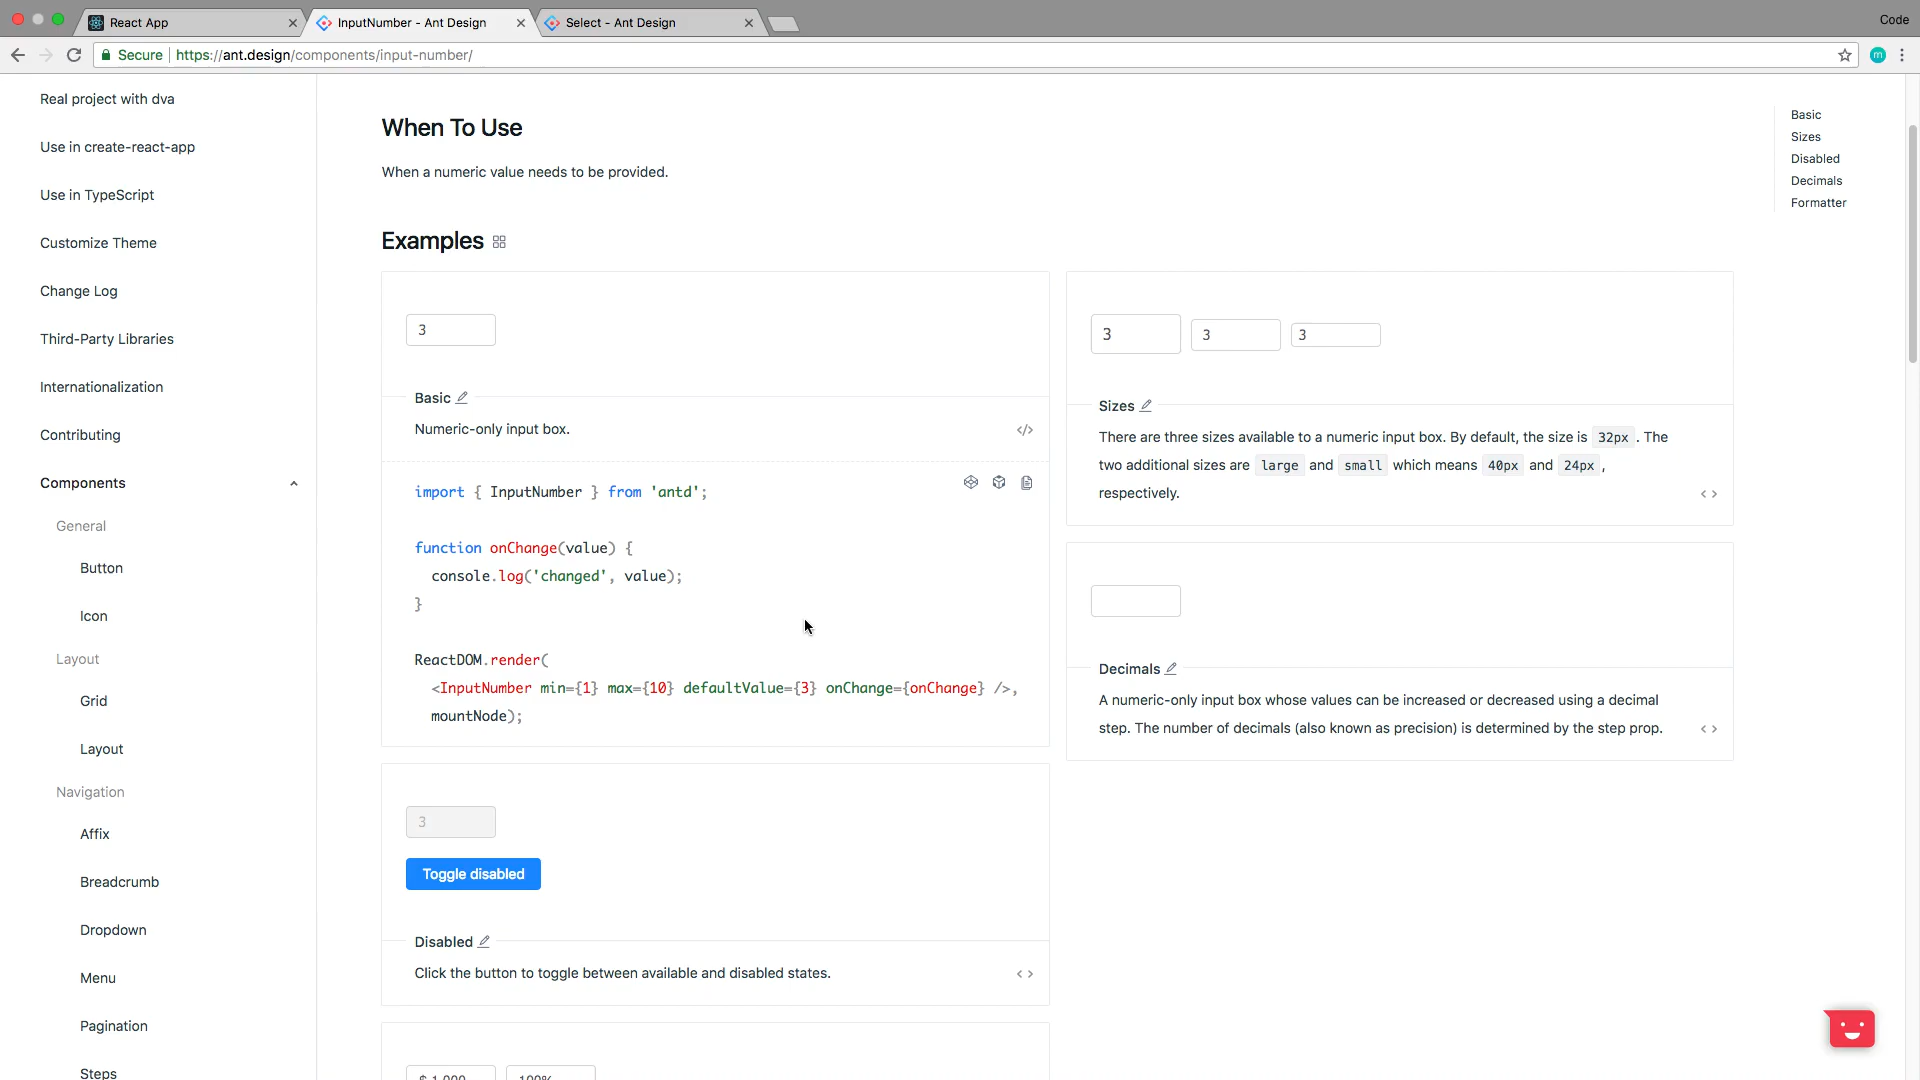 React App
InputNumber - Ant Design
Select - Ant Design
Code
Secure
https://ant.design/components/input-number/
m
Real project with dva
Use in create-react-app
Use in TypeScript
Customize Theme
Change Log
Third-Party Libraries
Internationalization
Contributing
Components
General
Button
Icon
Layout
Grid
Layout
Navigation
Affix
Breadcrumb
Dropdown
Menu
Pagination
Steps
When To Use
When a numeric value needs to be provided.
Examples
3
Basic
Numeric-only input box.
</>
import { InputNumber } from 'antd';
function onChange(value) {
console.log('changed', value);
}
ReactDOM.render(
<InputNumber min={1} max={10} defaultValue={3} onChange={onChange} />,
mountNode);
3
Toggle disabled
Disabled
Click the button to toggle between available and disabled states.
< >
$ 1,000
100%
3
3
3
Sizes
There are three sizes available to a numeric input box. By default, the size is 32px . The
two additional sizes are large and small which means 40px and 24px ,
respectively.
< >
Decimals
A numeric-only input box whose values can be increased or decreased using a decimal
step. The number of decimals (also known as precision) is determined by the step prop.
< >
Basic
Sizes
Disabled
Decimals
Formatter